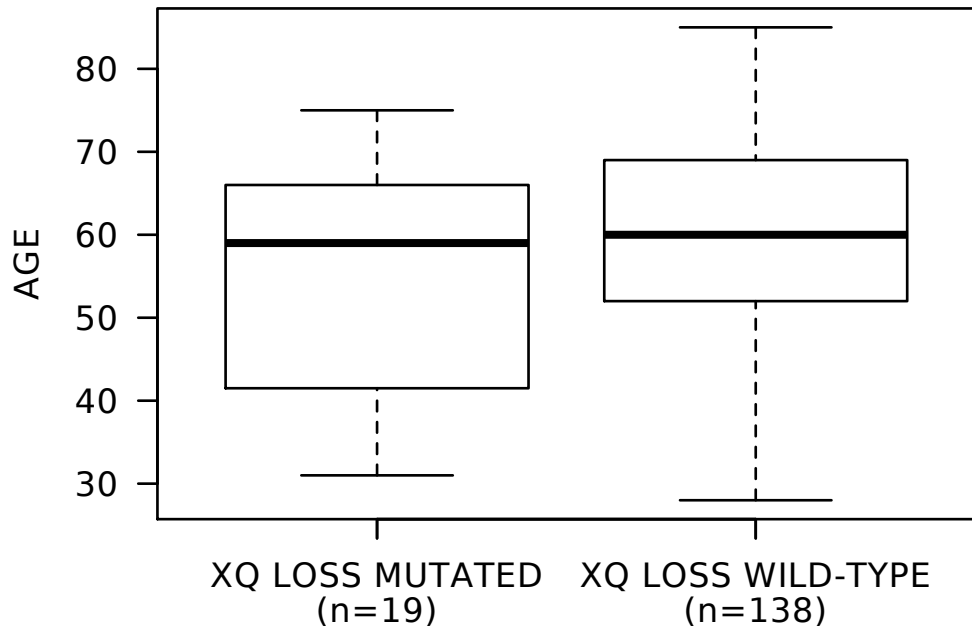 AGE
80
70
60
50
40
30
XQ LOSS MUTATED
(n=19)
XQ LOSS WILD-TYPE
(n=138)